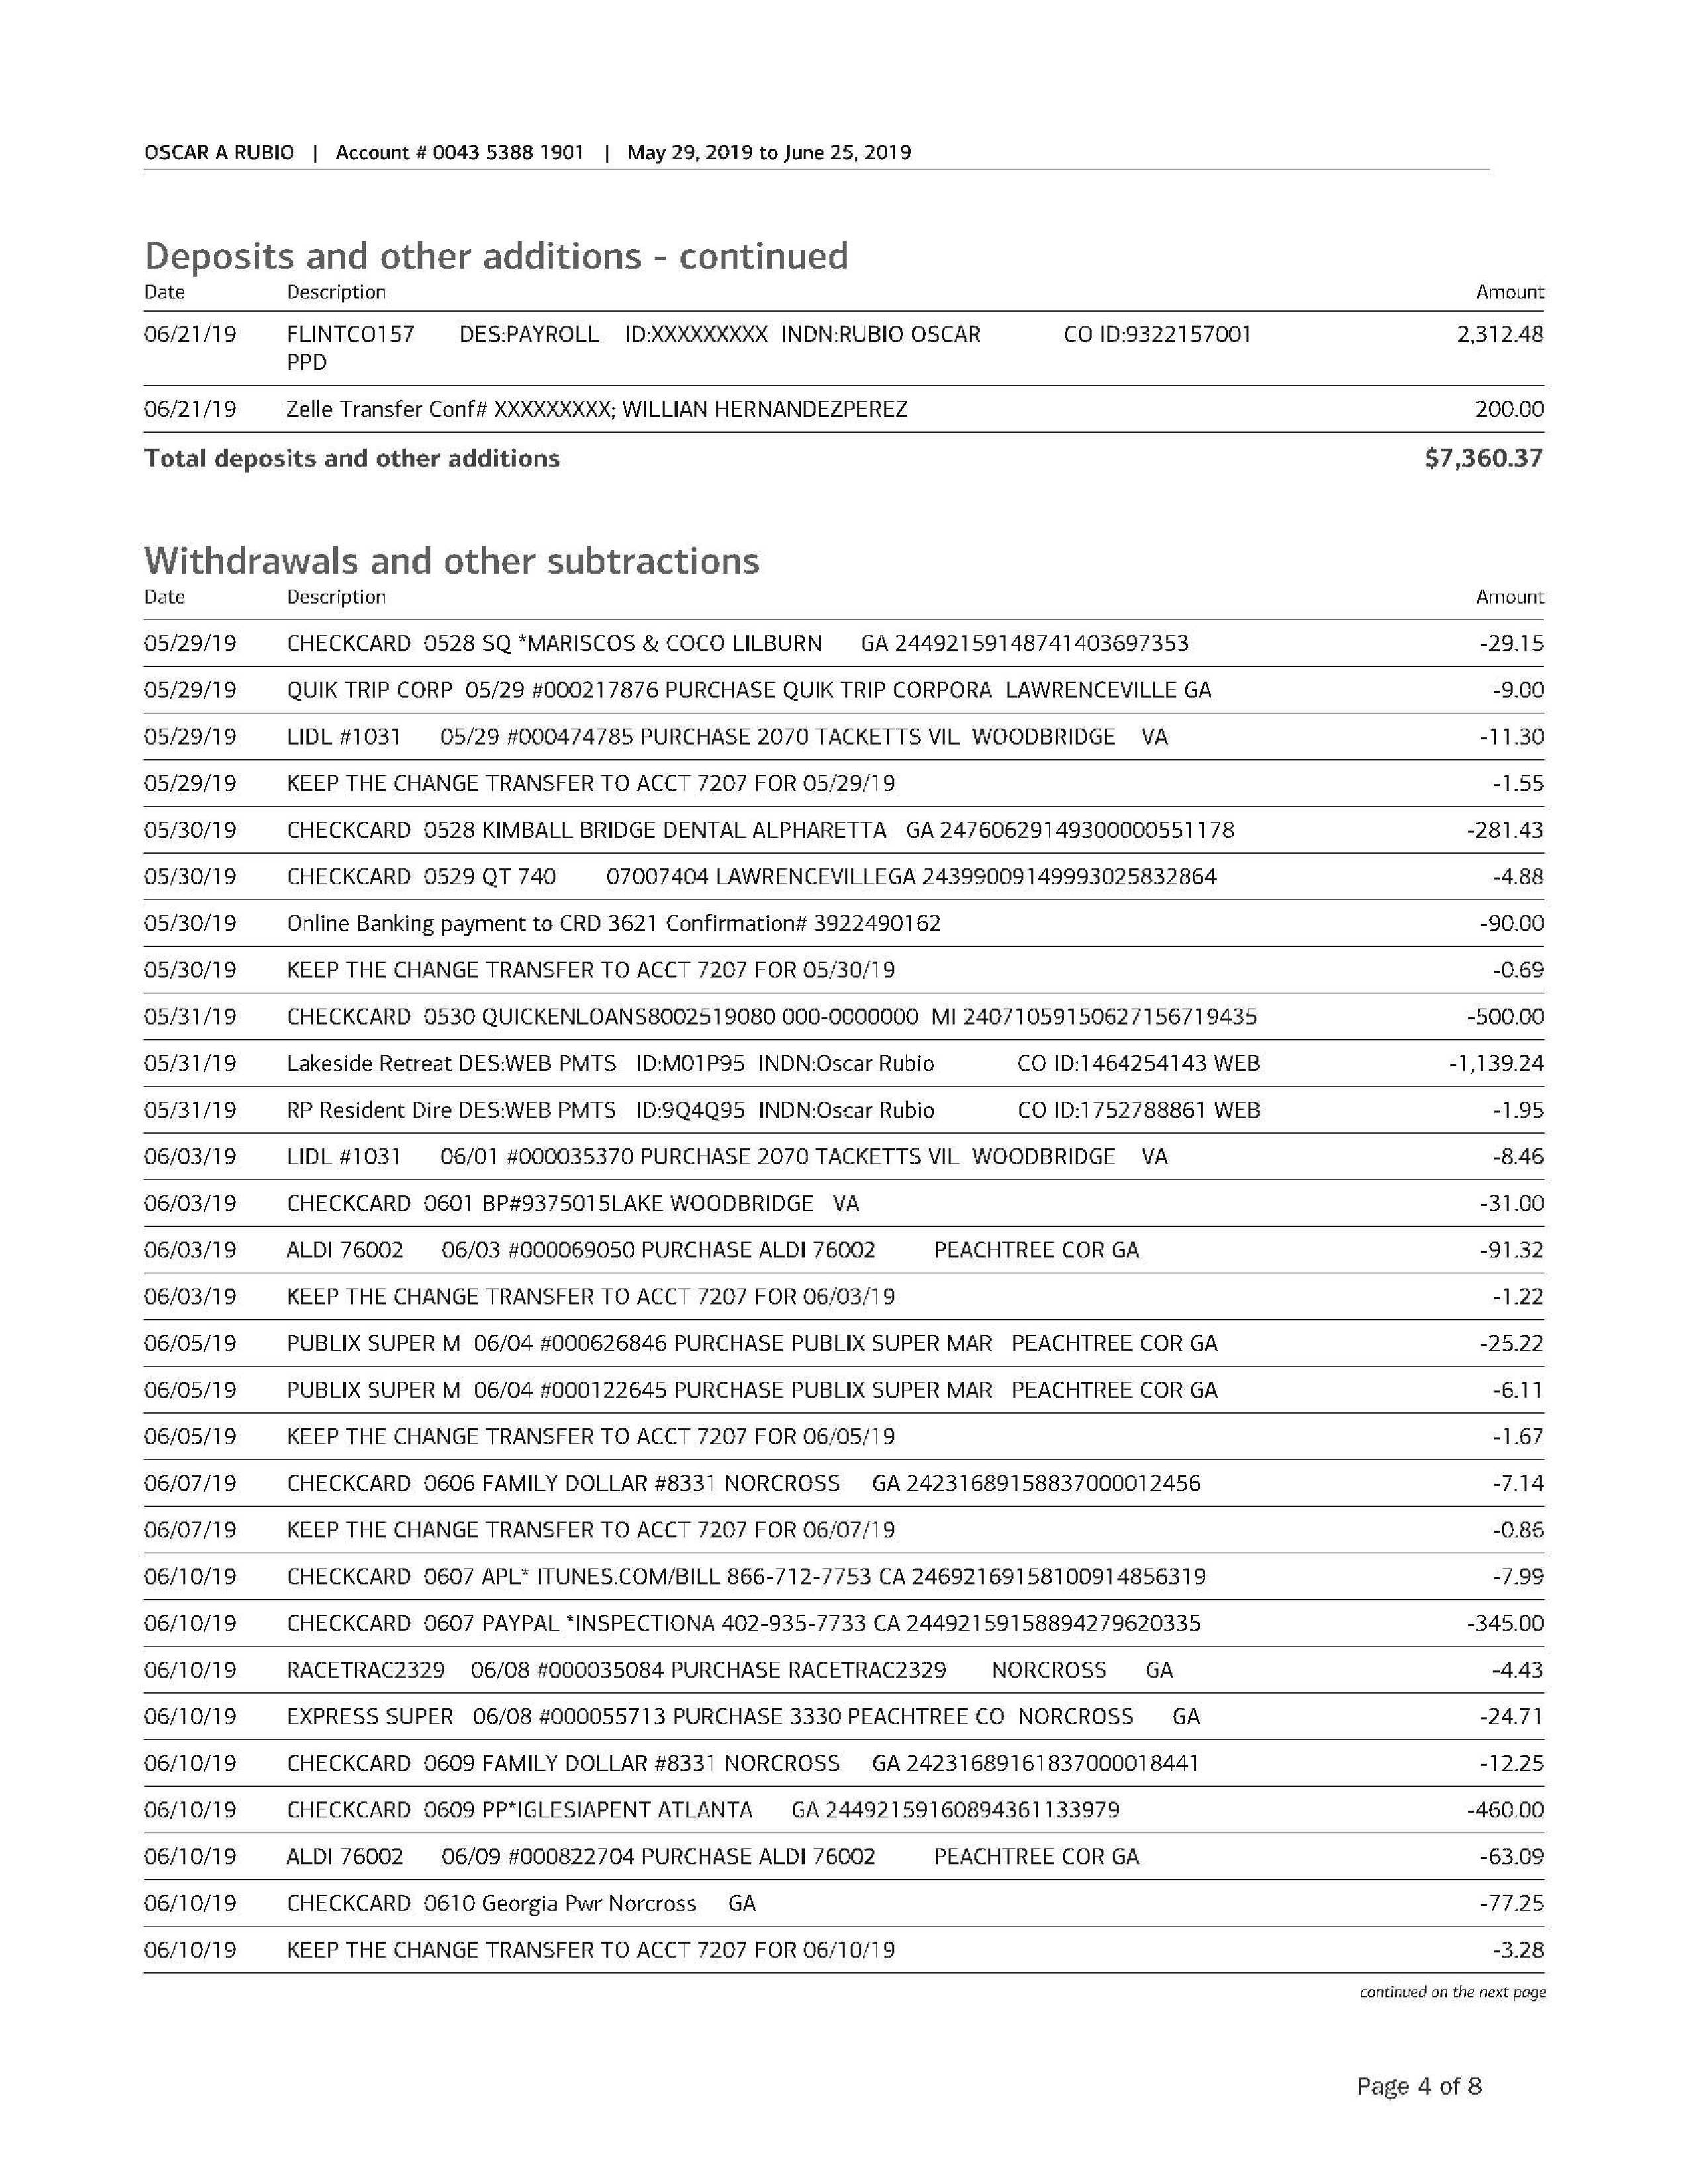 OSCAR A RUBIO | Account # 0043 5388 1901 | May 29, 2019 to June 25, 2019
Deposits and other additions - continued
Date Description Amount
06/21/19 FLINTCO157 DES:PAYROLL ID:XXXXXXXXX INDN:RUBIO OSCAR CO ID:9322157001 2,312.48
PPD
06/21/19 Zelle Transfer Conf# XXXXXXXXX; WILLIAN HERNANDEZPEREZ 200.00
Total deposits and other additions $7,360.37
Withdrawals and other subtractions
Date Description Amount
05/29/19 CHECKCARD 0528 SQ *MARISCOS & COCO LILBURN GA 24492159148741403697353 -29.15
05/29/19 QUIK TRIP CORP 05/29 #000217876 PURCHASE QUIK TRIP CORPORA LAWRENCEVILLE GA -9.00
05/29/19 LIDL #1031 05/29 #000474785 PURCHASE 2070 TACKETTS VIL WOODBRIDGE VA -11.30
05/29/19 KEEP THE CHANGE TRANSFER TO ACCT 7207 FOR 05/29/19 -1.55
05/30/19 CHECKCARD 0528 KIMBALL BRIDGE DENTAL ALPHARETTA GA 24760629149300000551178 -281.43
05/30/19 CHECKCARD 0529 QT 740 07007404 LAWRENCEVILLEGA 24399009149993025832864 -4.88
05/30/19 Online Banking payment to CRD 3621 Confirmation# 3922490162 -90.00
05/30/19 KEEP THE CHANGE TRANSFER TO ACCT 7207 FOR 05/30/19 -0.69
05/31/19 CHECKCARD 0530 QUICKENLOANS8002519080 000-0000000 MI 24071059150627156719435 -500.00
05/31/19 Lakeside Retreat DES:WEB PMTS ID:M01P95 INDN:Oscar Rubio CO ID:1464254143 WEB -1,139.24
05/31/19 RP Resident Dire DES:WEB PMTS ID:9Q4Q95 INDN:Oscar Rubio CO ID:1752788861 WEB -1.95
06/03/19 LIDL #1031 06/01 #000035370 PURCHASE 2070 TACKETTS VIL WOODBRIDGE VA -8.46
06/03/19 CHECKCARD 0601 BP#9375015LAKE WOODBRIDGE VA -31.00
06/03/19 ALDI 76002 06/03 #000069050 PURCHASE ALDI 76002 PEACHTREE COR GA -91.32
06/03/19 KEEP THE CHANGE TRANSFER TO ACCT 7207 FOR 06/03/19 -1.22
06/05/19 PUBLIX SUPER M 06/04 #000626846 PURCHASE PUBLIX SUPER MAR PEACHTREE COR GA -25.22
06/05/19 PUBLIX SUPER M 06/04 #000122645 PURCHASE PUBLIX SUPER MAR PEACHTREE COR GA -6.11
06/05/19 KEEP THE CHANGE TRANSFER TO ACCT 7207 FOR 06/05/19 -1.67
06/07/19 CHECKCARD 0606 FAMILY DOLLAR #8331 NORCROSS GA 24231689158837000012456 -7.14
06/07/19 KEEP THE CHANGE TRANSFER TO ACCT 7207 FOR 06/07/19 -0.86
06/10/19 CHECKCARD 0607 APL* ITUNES.COM/BILL 866-712-7753 CA 24692169158100914856319 -7.99
06/10/19 CHECKCARD 0607 PAYPAL *INSPECTIONA 402-935-7733 CA 24492159158894279620335 -345.00
06/10/19 RACETRAC2329 06/08 #000035084 PURCHASE RACETRAC2329 NORCROSS GA -4.43
06/10/19 EXPRESS SUPER 06/08 #000055713 PURCHASE 3330 PEACHTREE CO NORCROSS GA -24.71
06/10/19 CHECKCARD 0609 FAMILY DOLLAR #8331 NORCROSS GA 24231689161837000018441 -12.25
06/10/19 CHECKCARD 0609 PP*IGLESIAPENT ATLANTA GA 24492159160894361133979 -460.00
06/10/19 ALDI 76002 06/09 #000822704 PURCHASE ALDI 76002 PEACHTREE COR GA -63.09
06/10/19 CHECKCARD 0610 Georgia Pwr Norcross GA -77.25
06/10/19 KEEP THE CHANGE TRANSFER TO ACCT 7207 FOR 06/10/19 -3.28
continued on the next page
Page 4 of 8